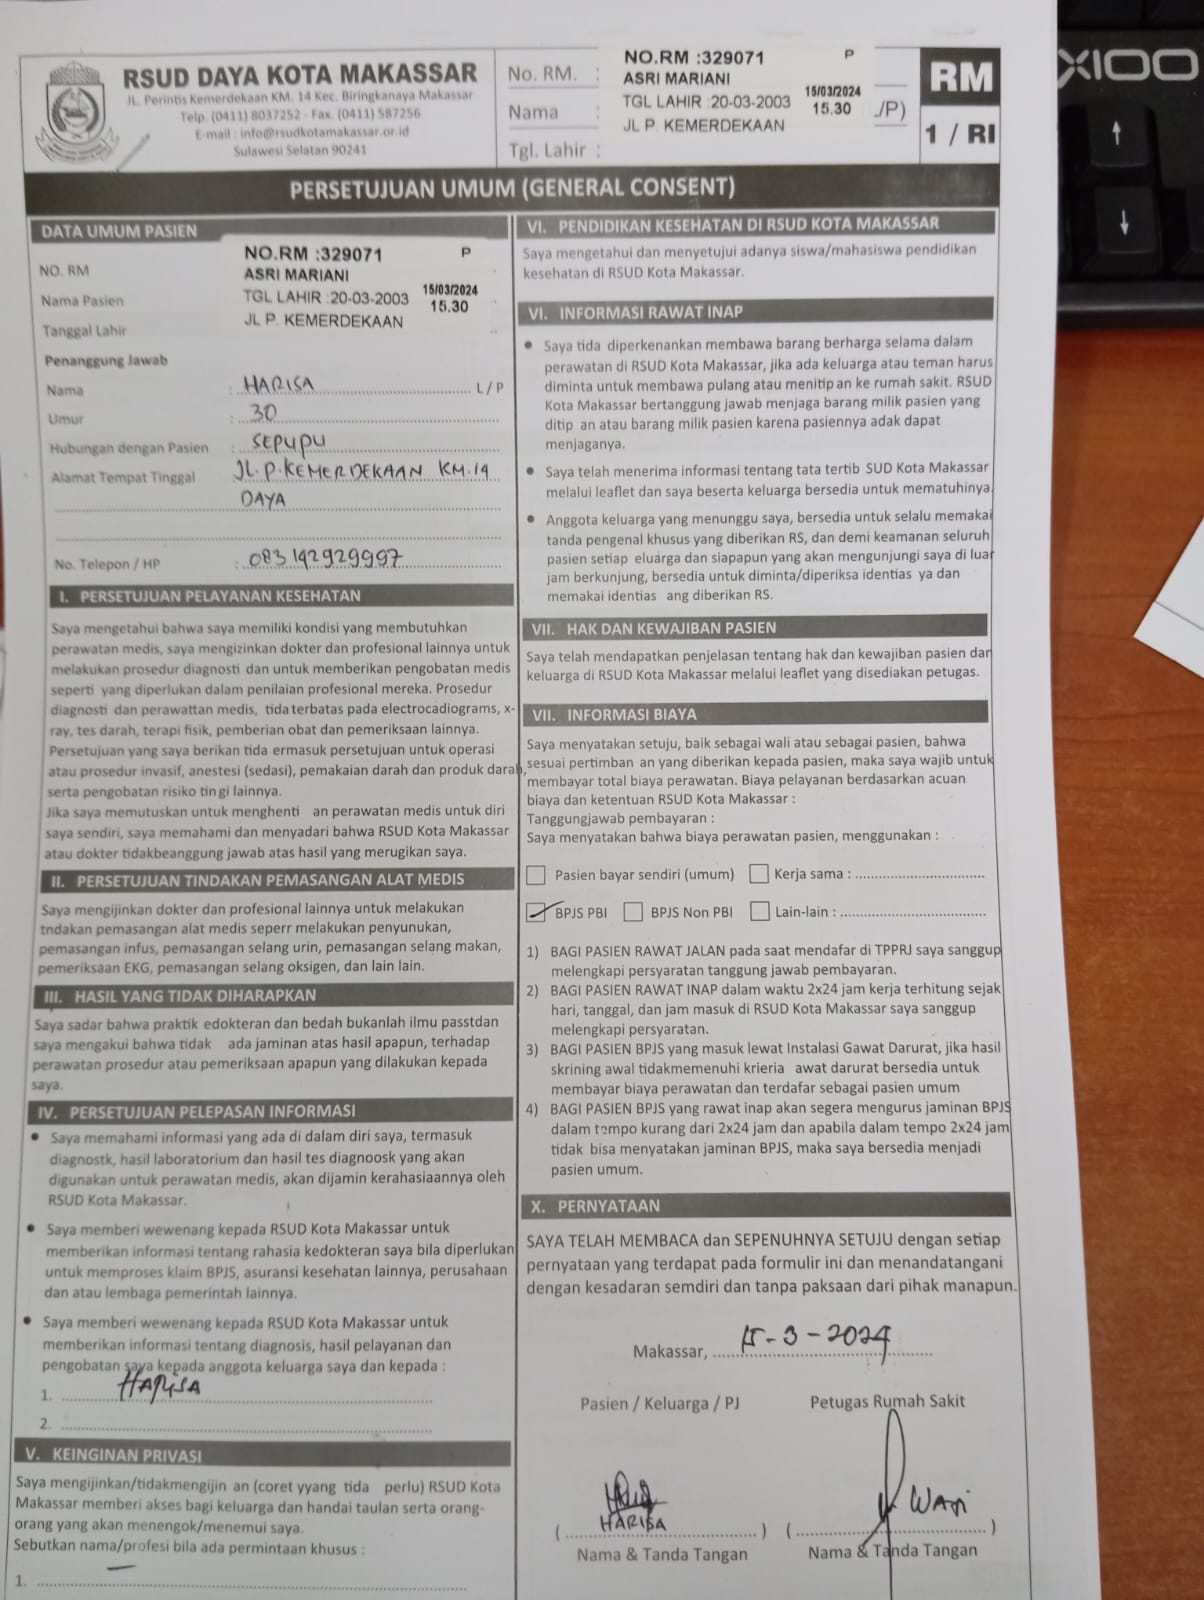 RSUD DAYA KOTA MAKASSAR
JL. Perintis Kemerdekaan KM. 14 Kec. Biringkanaya Makassar
Telp. (0411) 8037252 - Fax. (0411) 587256
E-mail : info@rsudkotamakassar.or.id
Sulawesi Selatan 90241
No. RM. :
Nama :
Tgl. Lahir :
NO.RM :329071 P
ASRI MARIANI
TGL LAHIR :20-03-2003 15/03/2024 15.30
JL P. KEMERDEKAAN
/P)
RM
1 / RI
X100
PERSETUJUAN UMUM (GENERAL CONSENT)
DATA UMUM PASIEN
NO. RM
Nama Pasien
Tanggal Lahir
NO.RM :329071 P
ASRI MARIANI
TGL LAHIR :20-03-2003 15/03/2024 15.30
JL P. KEMERDEKAAN
Penanggung Jawab
Nama : HARISA L / P
Umur : 30
Hubungan dengan Pasien : SEPUPU
Alamat Tempat Tinggal JL.P.KEMERDEKAAN KM.14
DAYA
No. Telepon / HP : 083142929997
I. PERSETUJUAN PELAYANAN KESEHATAN
Saya mengetahui bahwa saya memiliki kondisi yang membutuhkan
perawatan medis, saya mengizinkan dokter dan profesional lainnya untuk
melakukan prosedur diagnosti dan untuk memberikan pengobatan medis
seperti yang diperlukan dalam penilaian profesional mereka. Prosedur
diagnosti dan perawattan medis, tida terbatas pada electrocadiograms, x-
ray, tes darah, terapi fisik, pemberian obat dan pemeriksaan lainnya.
Persetujuan yang saya berikan tida ermasuk persetujuan untuk operasi
atau prosedur invasif, anestesi (sedasi), pemakaian darah dan produk darah,
serta pengobatan risiko tin gi lainnya.
Jika saya memutuskan untuk menghenti an perawatan medis untuk diri
saya sendiri, saya memahami dan menyadari bahwa RSUD Kota Makassar
atau dokter tidakbeanggung jawab atas hasil yang merugikan saya.
II. PERSETUJUAN TINDAKAN PEMASANGAN ALAT MEDIS
Saya mengijinkan dokter dan profesional lainnya untuk melakukan
tndakan pemasangan alat medis seperr melakukan penyunukan,
pemasangan infus, pemasangan selang urin, pemasangan selang makan,
pemeriksaan EKG, pemasangan selang oksigen, dan lain lain.
III. HASIL YANG TIDAK DIHARAPKAN
Saya sadar bahwa praktik edokteran dan bedah bukanlah ilmu passtdan
saya mengakui bahwa tidak ada jaminan atas hasil apapun, terhadap
perawatan prosedur atau pemeriksaan apapun yang dilakukan kepada
saya.
IV. PERSETUJUAN PELEPASAN INFORMASI
• Saya memahami informasi yang ada di dalam diri saya, termasuk
diagnostk, hasil laboratorium dan hasil tes diagnoosk yang akan
digunakan untuk perawatan medis, akan dijamin kerahasiaannya oleh
RSUD Kota Makassar.
• Saya memberi wewenang kepada RSUD Kota Makassar untuk
memberikan informasi tentang rahasia kedokteran saya bila diperlukan
untuk memproses klaim BPJS, asuransi kesehatan lainnya, perusahaan
dan atau lembaga pemerintah lainnya.
• Saya memberi wewenang kepada RSUD Kota Makassar untuk
memberikan informasi tentang diagnosis, hasil pelayanan dan
pengobatan saya kepada anggota keluarga saya dan kepada :
1. HARISA
2.
V. KEINGINAN PRIVASI
Saya mengijinkan/tidakmengijin an (coret yyang tida perlu) RSUD Kota
Makassar memberi akses bagi keluarga dan handai taulan serta orang-
orang yang akan menengok/menemui saya.
Sebutkan nama/profesi bila ada permintaan khusus :
1. –
VI. PENDIDIKAN KESEHATAN DI RSUD KOTA MAKASSAR
Saya mengetahui dan menyetujui adanya siswa/mahasiswa pendidikan
kesehatan di RSUD Kota Makassar.
VI. INFORMASI RAWAT INAP
• Saya tida diperkenankan membawa barang berharga selama dalam
perawatan di RSUD Kota Makassar, jika ada keluarga atau teman harus
diminta untuk membawa pulang atau menitip an ke rumah sakit. RSUD
Kota Makassar bertanggung jawab menjaga barang milik pasien yang
ditip an atau barang milik pasien karena pasiennya adak dapat
menjaganya.
• Saya telah menerima informasi tentang tata tertib SUD Kota Makassar
melalui leaflet dan saya beserta keluarga bersedia untuk mematuhinya.
• Anggota keluarga yang menunggu saya, bersedia untuk selalu memakai
tanda pengenal khusus yang diberikan RS, dan demi keamanan seluruh
pasien setiap eluarga dan siapapun yang akan mengunjungi saya di luar
jam berkunjung, bersedia untuk diminta/diperiksa identias ya dan
memakai identias ang diberikan RS.
VII. HAK DAN KEWAJIBAN PASIEN
Saya telah mendapatkan penjelasan tentang hak dan kewajiban pasien dan
keluarga di RSUD Kota Makassar melalui leaflet yang disediakan petugas.
VII. INFORMASI BIAYA
Saya menyatakan setuju, baik sebagai wali atau sebagai pasien, bahwa
sesuai pertimban an yang diberikan kepada pasien, maka saya wajib untuk
membayar total biaya perawatan. Biaya pelayanan berdasarkan acuan
biaya dan ketentuan RSUD Kota Makassar :
Tanggungjawab pembayaran :
Saya menyatakan bahwa biaya perawatan pasien, menggunakan :
Pasien bayar sendiri (umum) Kerja sama :
BPJS PBI BPJS Non PBI Lain-lain :
1) BAGI PASIEN RAWAT JALAN pada saat mendafar di TPPRJ saya sanggup
melengkapi persyaratan tanggung jawab pembayaran.
2) BAGI PASIEN RAWAT INAP dalam waktu 2x24 jam kerja terhitung sejak
hari, tanggal, dan jam masuk di RSUD Kota Makassar saya sanggup
melengkapi persyaratan.
3) BAGI PASIEN BPJS yang masuk lewat Instalasi Gawat Darurat, jika hasil
skrining awal tidakmemenuhi krieria awat darurat bersedia untuk
membayar biaya perawatan dan terdafar sebagai pasien umum
4) BAGI PASIEN BPJS yang rawat inap akan segera mengurus jaminan BPJS
dalam tempo kurang dari 2x24 jam dan apabila dalam tempo 2x24 jam
tidak bisa menyatakan jaminan BPJS, maka saya bersedia menjadi
pasien umum.
X. PERNYATAAN
SAYA TELAH MEMBACA dan SEPENUHNYA SETUJU dengan setiap
pernyataan yang terdapat pada formulir ini dan menandatangani
dengan kesadaran semdiri dan tanpa paksaan dari pihak manapun.
Makassar, 15-3-2024
Pasien / Keluarga / PJ Petugas Rumah Sakit
( HARISA ) ( WATI )
Nama & Tanda Tangan Nama & Tanda Tangan